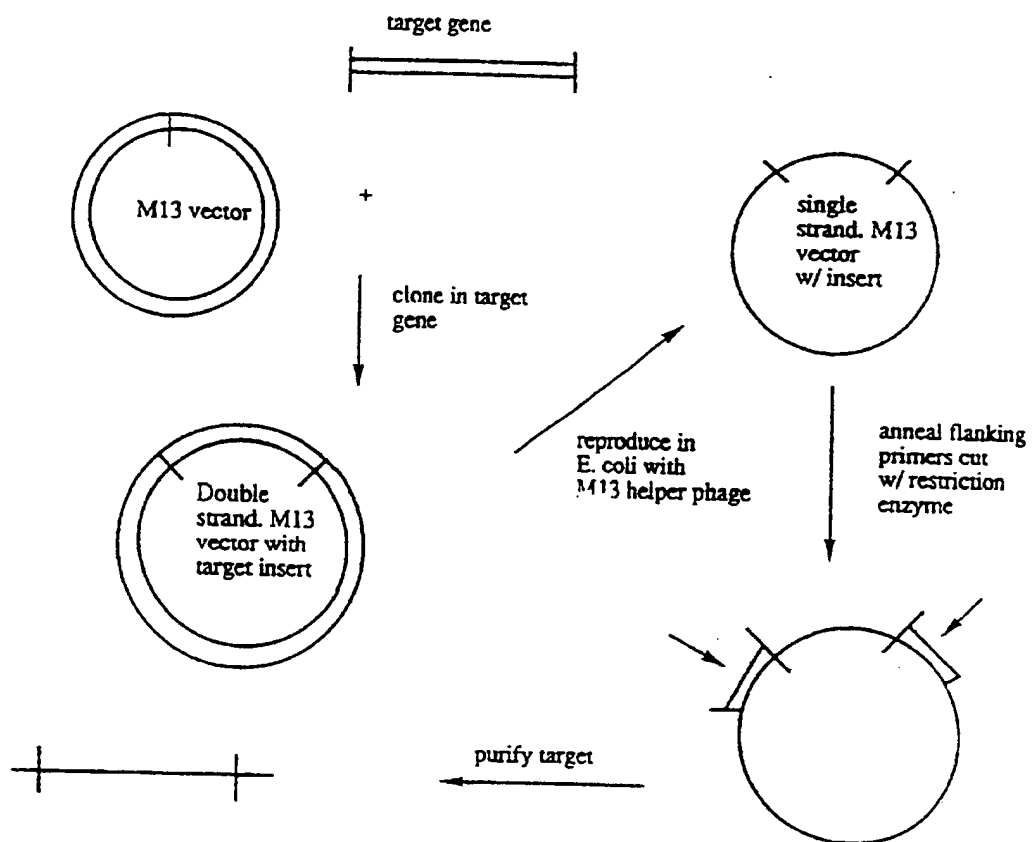 target gene
M13 vector
+
clone in target
gene
Double
strand. M13
vector with
target insert
reproduce in
E. coli with
M13 helper phage
single
strand. M13
vector
w/ insert
anneal flanking
primers cut
w/ restriction
enzyme
purify target